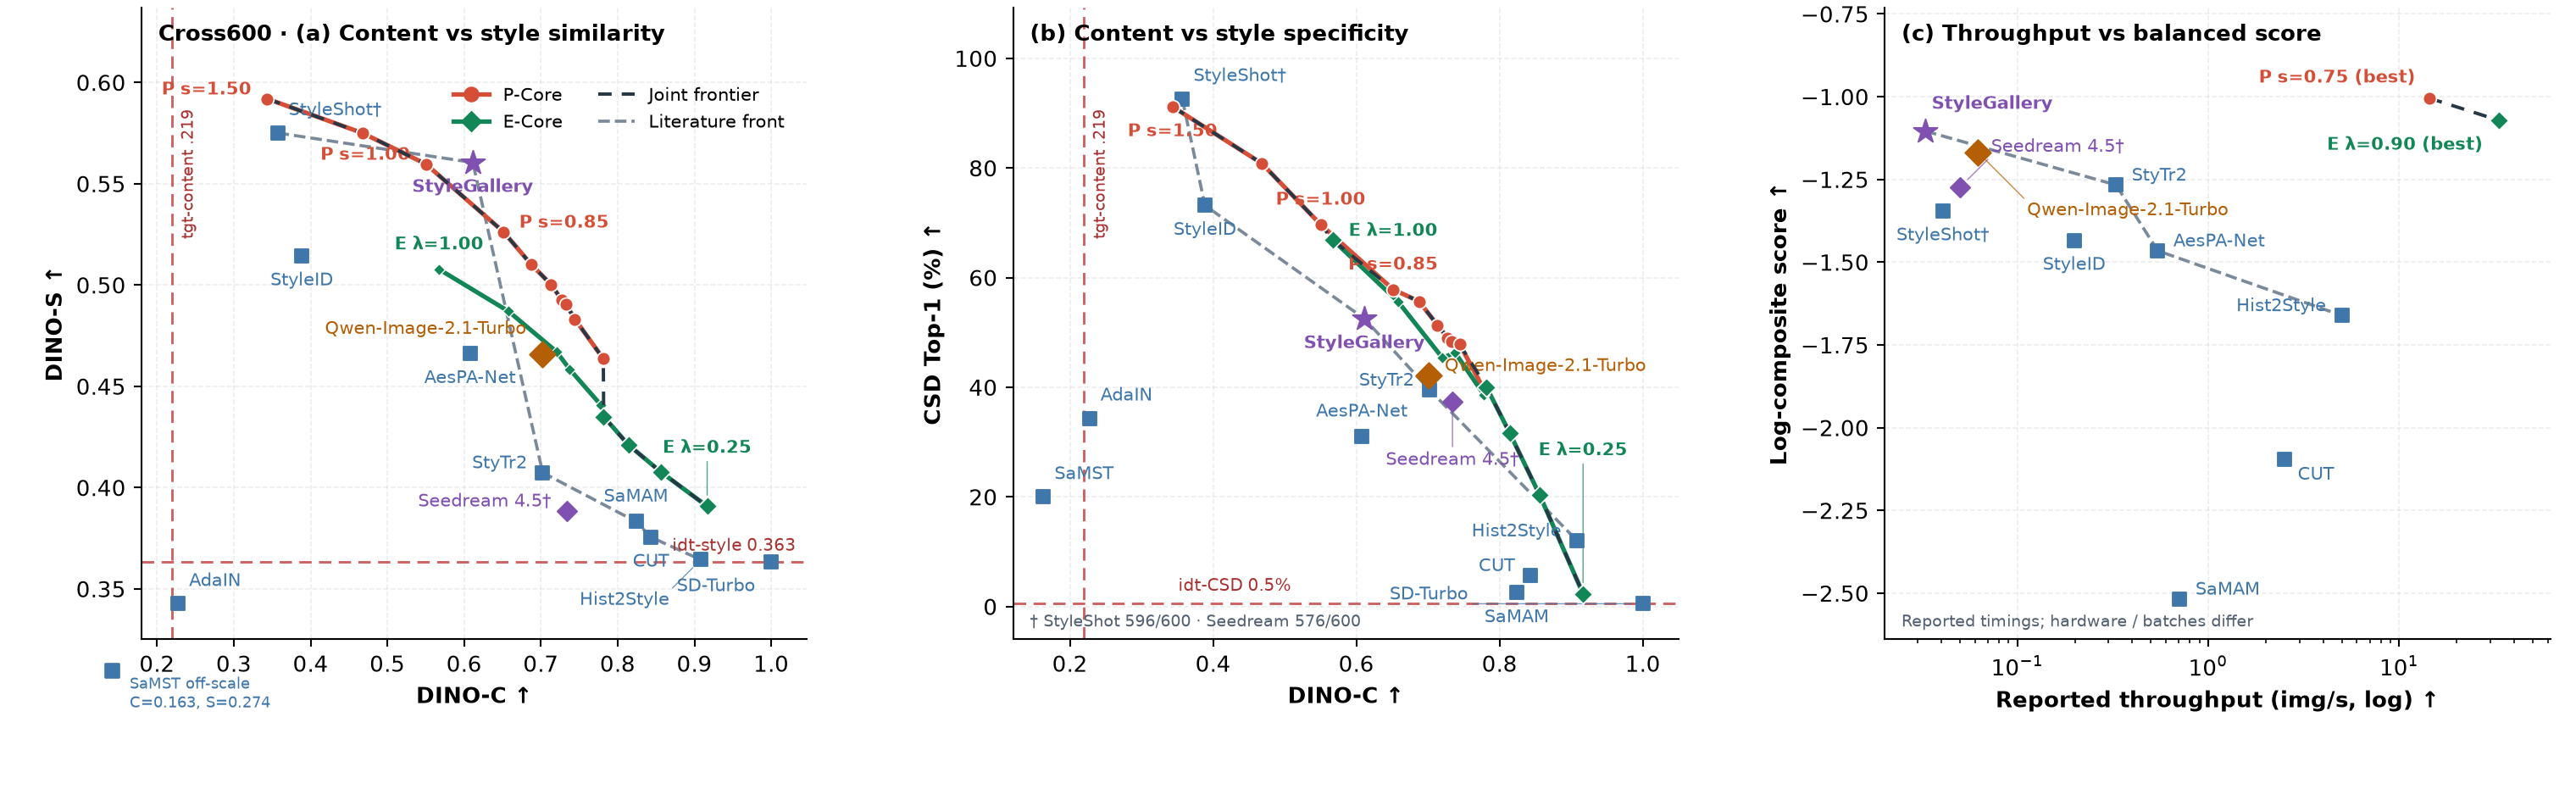 Cross600 · (a) Content vs style similarity
DINO-S ↑
0.60
0.55
0.50
0.45
0.40
0.35
P s=1.50
StyleShot†
P-Core
E-Core
Joint frontier
Literature front
tgt-content .219
P s=1.00
StyleGallery
P s=0.85
E λ=1.00
StyleID
Qwen-Image-2.1-Turbo
AesPA-Net
E λ=0.25
StyTr2
Seedream 4.5†
SaMAM
idt-style 0.363
CUT
SD-Turbo
Hist2Style
AdaIN
0.2 0.3 0.4 0.5 0.6 0.7 0.8 0.9 1.0
SaMST off-scale
C=0.163, S=0.274
DINO-C ↑
(b) Content vs style specificity
CSD Top-1 (%) ↑
100
80
60
40
20
0
StyleShot†
P s=1.50
tgt-content .219
P s=1.00
StyleID
E λ=1.00
P s=0.85
StyleGallery
Qwen-Image-2.1-Turbo
StyTr2
AdaIN
AesPA-Net
Seedream 4.5†
E λ=0.25
SaMST
Hist2Style
CUT
idt-CSD 0.5%
SD-Turbo
SaMAM
† StyleShot 596/600 · Seedream 576/600
0.2 0.4 0.6 0.8 1.0
DINO-C ↑
(c) Throughput vs balanced score
Log-composite score ↑
−0.75
−1.00
−1.25
−1.50
−1.75
−2.00
−2.25
−2.50
P s=0.75 (best)
StyleGallery
E λ=0.90 (best)
Seedream 4.5†
StyTr2
Qwen-Image-2.1-Turbo
StyleShot†
StyleID
AesPA-Net
Hist2Style
CUT
SaMAM
Reported timings; hardware / batches differ
10⁻¹ 10⁰ 10¹
Reported throughput (img/s, log) ↑